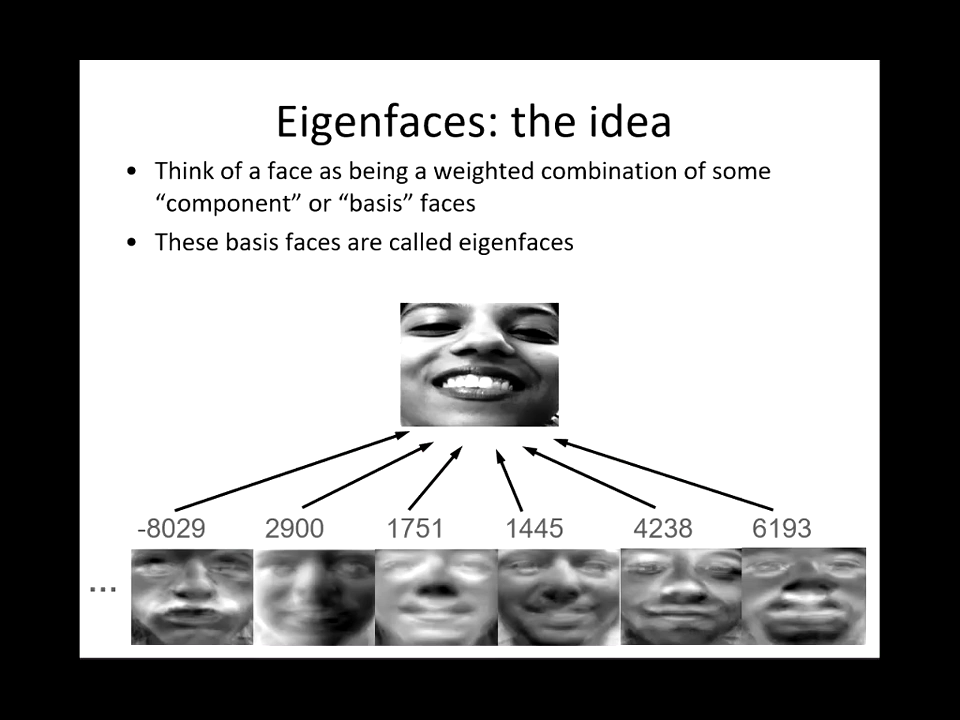 Eigenfaces: the idea
• Think of a face as being a weighted combination of some
“component” or “basis” faces
• These basis faces are called eigenfaces
-8029 2900 1751 1445 4238 6193
...